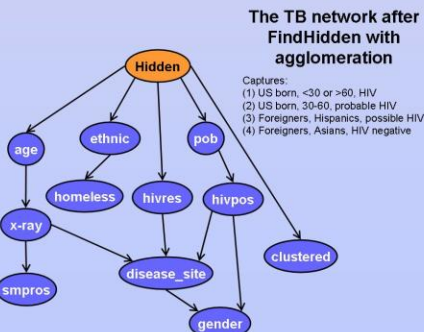 The TB network after
FindHidden with
agglomeration
Captures:
(1) US born, <30 or >60, HIV
(2) US born, 30-60, probable HIV
(3) Foreigners, Hispanics, possible HIV
(4) Foreigners, Asians, HIV negative
Hidden
age
ethnic
pob
homeless
hivres
hivpos
x-ray
clustered
disease_site
smpros
gender